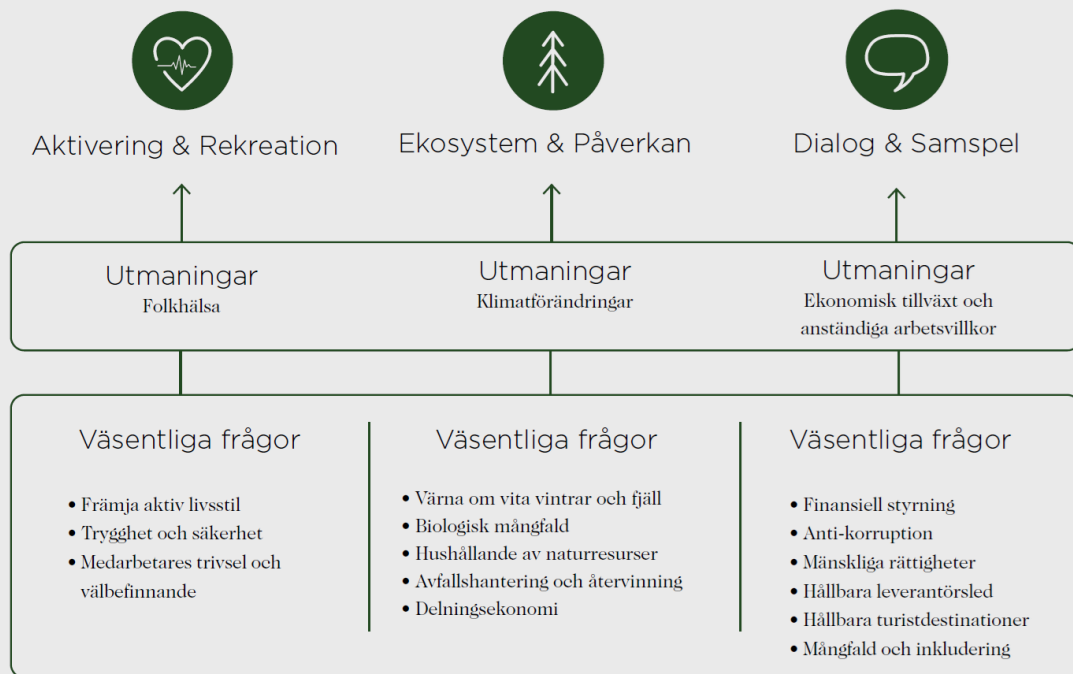 Aktivering & Rekreation
Ekosystem & Påverkan
Dialog & Samspel
Utmaningar
Folkhälsa
Utmaningar
Klimatförändringar
Utmaningar
Ekonomisk tillväxt och
anständiga arbetsvillkor
Väsentliga frågor
• Främja aktiv livsstil
• Trygghet och säkerhet
• Medarbetares trivsel och
välbefinnande
Väsentliga frågor
• Värna om vita vintrar och fjäll
• Biologisk mångfald
• Hushållande av naturresurser
• Avfallshantering och återvinning
• Delningsekonomi
Väsentliga frågor
• Finansiell styrning
• Anti-korruption
• Mänskliga rättigheter
• Hållbara leverantörsled
• Hållbara turistdestinationer
• Mångfald och inkludering